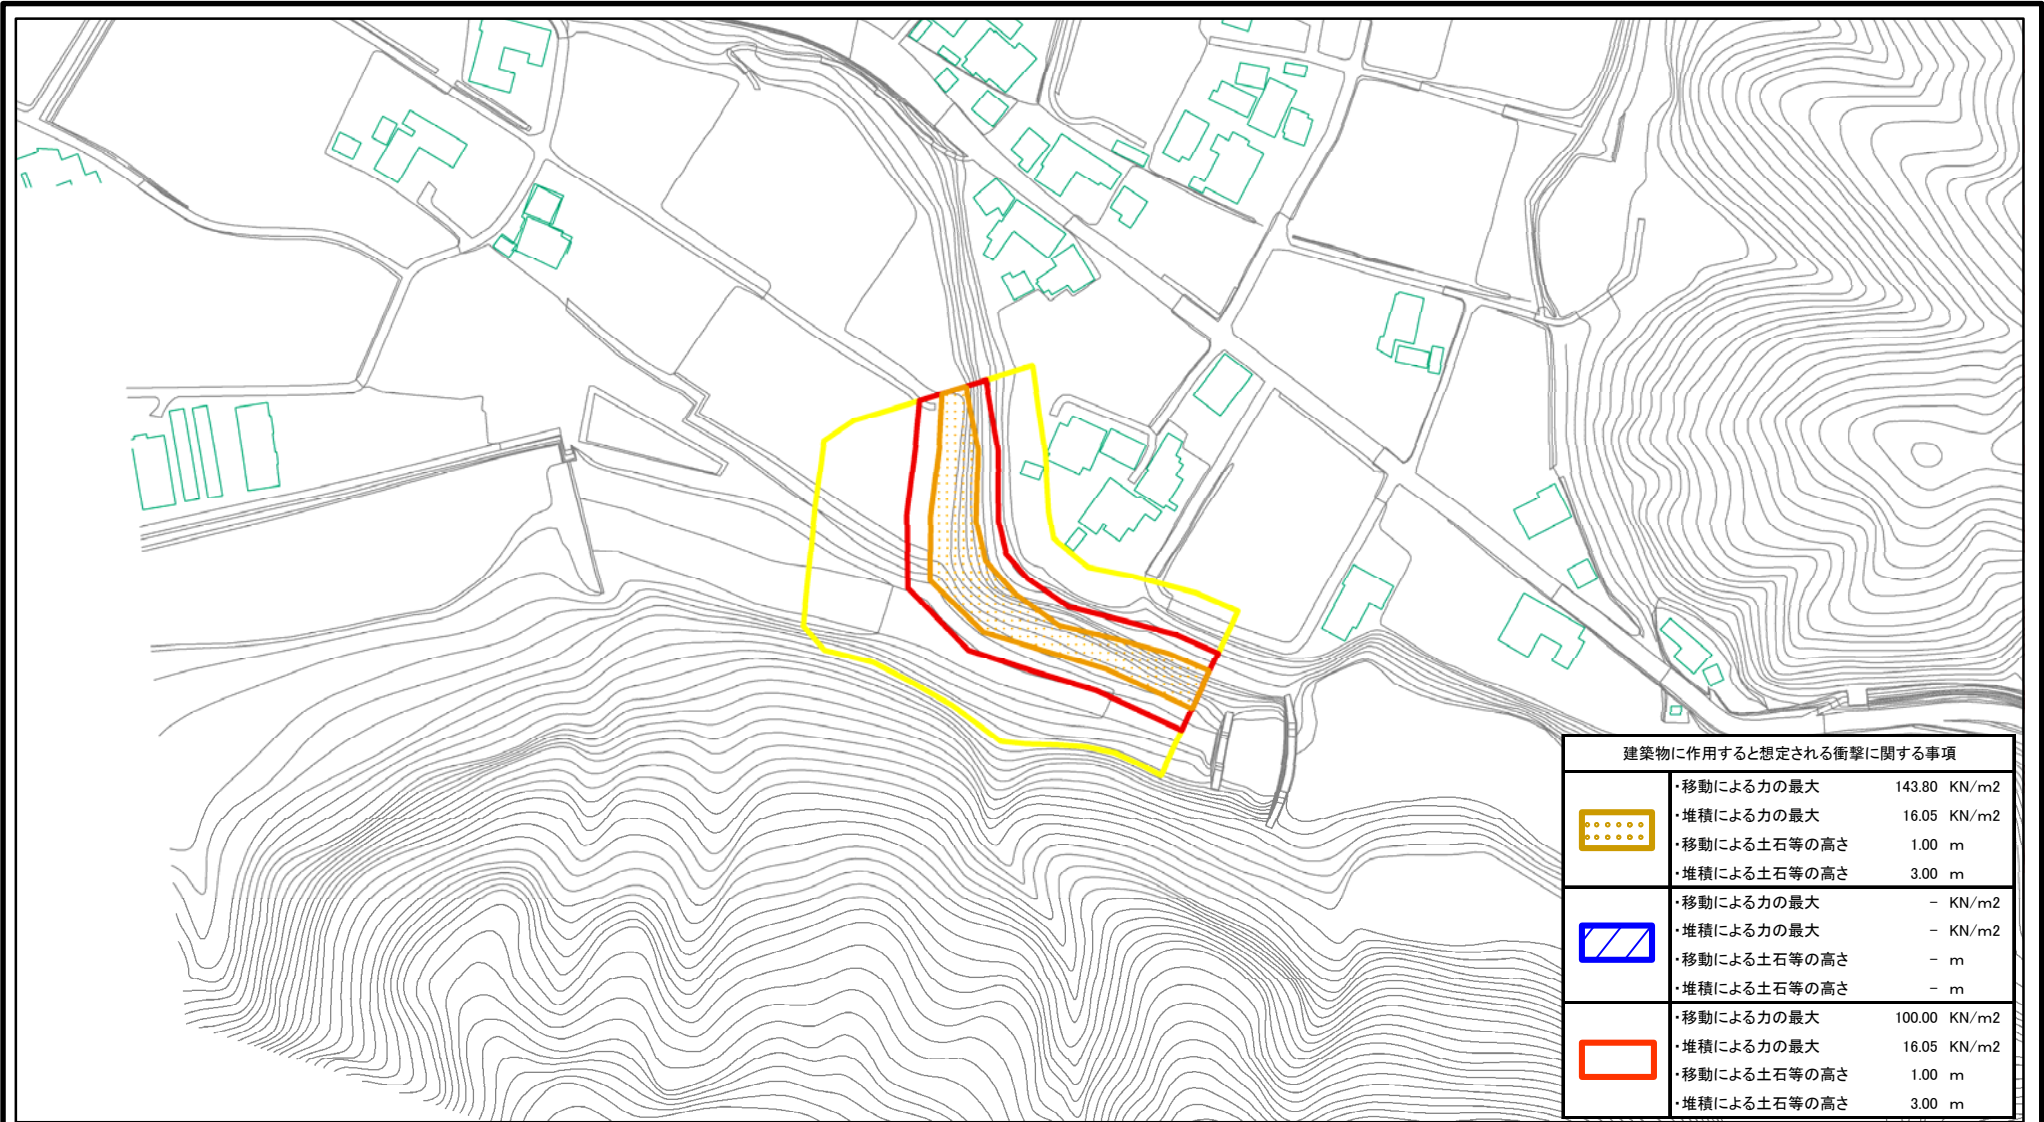 建築物に作用すると想定される衝撃に関する事項
・移動による力の最大 143.80 KN/m2
・堆積による力の最大 16.05 KN/m2
・移動による土石等の高さ 1.00 m
・堆積による土石等の高さ 3.00 m
・移動による力の最大 － KN/m2
・堆積による力の最大 － KN/m2
・移動による土石等の高さ － m
・堆積による土石等の高さ － m
・移動による力の最大 100.00 KN/m2
・堆積による力の最大 16.05 KN/m2
・移動による土石等の高さ 1.00 m
・堆積による土石等の高さ 3.00 m